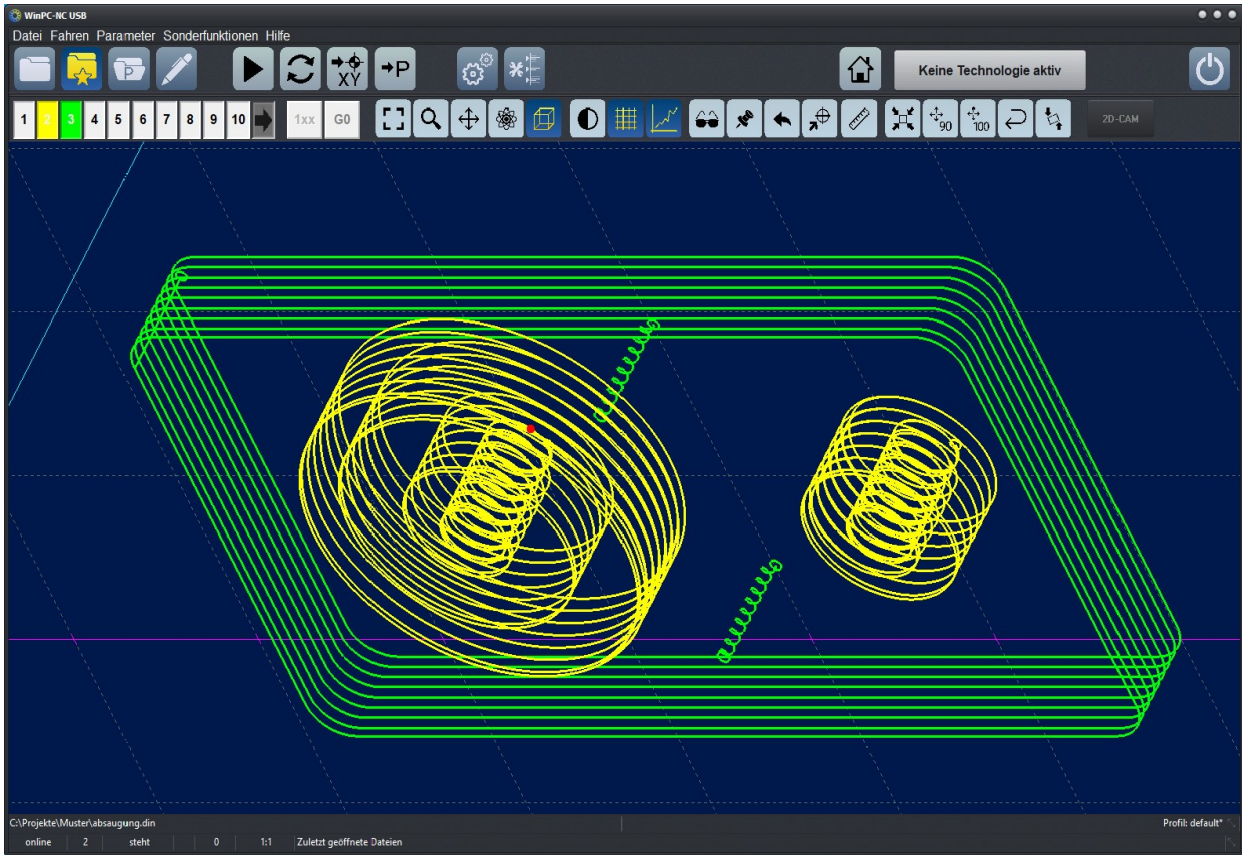 WinPC-NC USB
Datei Fahren Parameter Sonderfunktionen Hilfe
P XY P Keine Technologie aktiv
1 2 3 4 5 6 7 8 9 10 1xx G0 90 100 2D-CAM
C:\Projekte\Muster\absaugung.din Profil: default*
online 2 steht 0 1:1 Zuletzt geöffnete Dateien